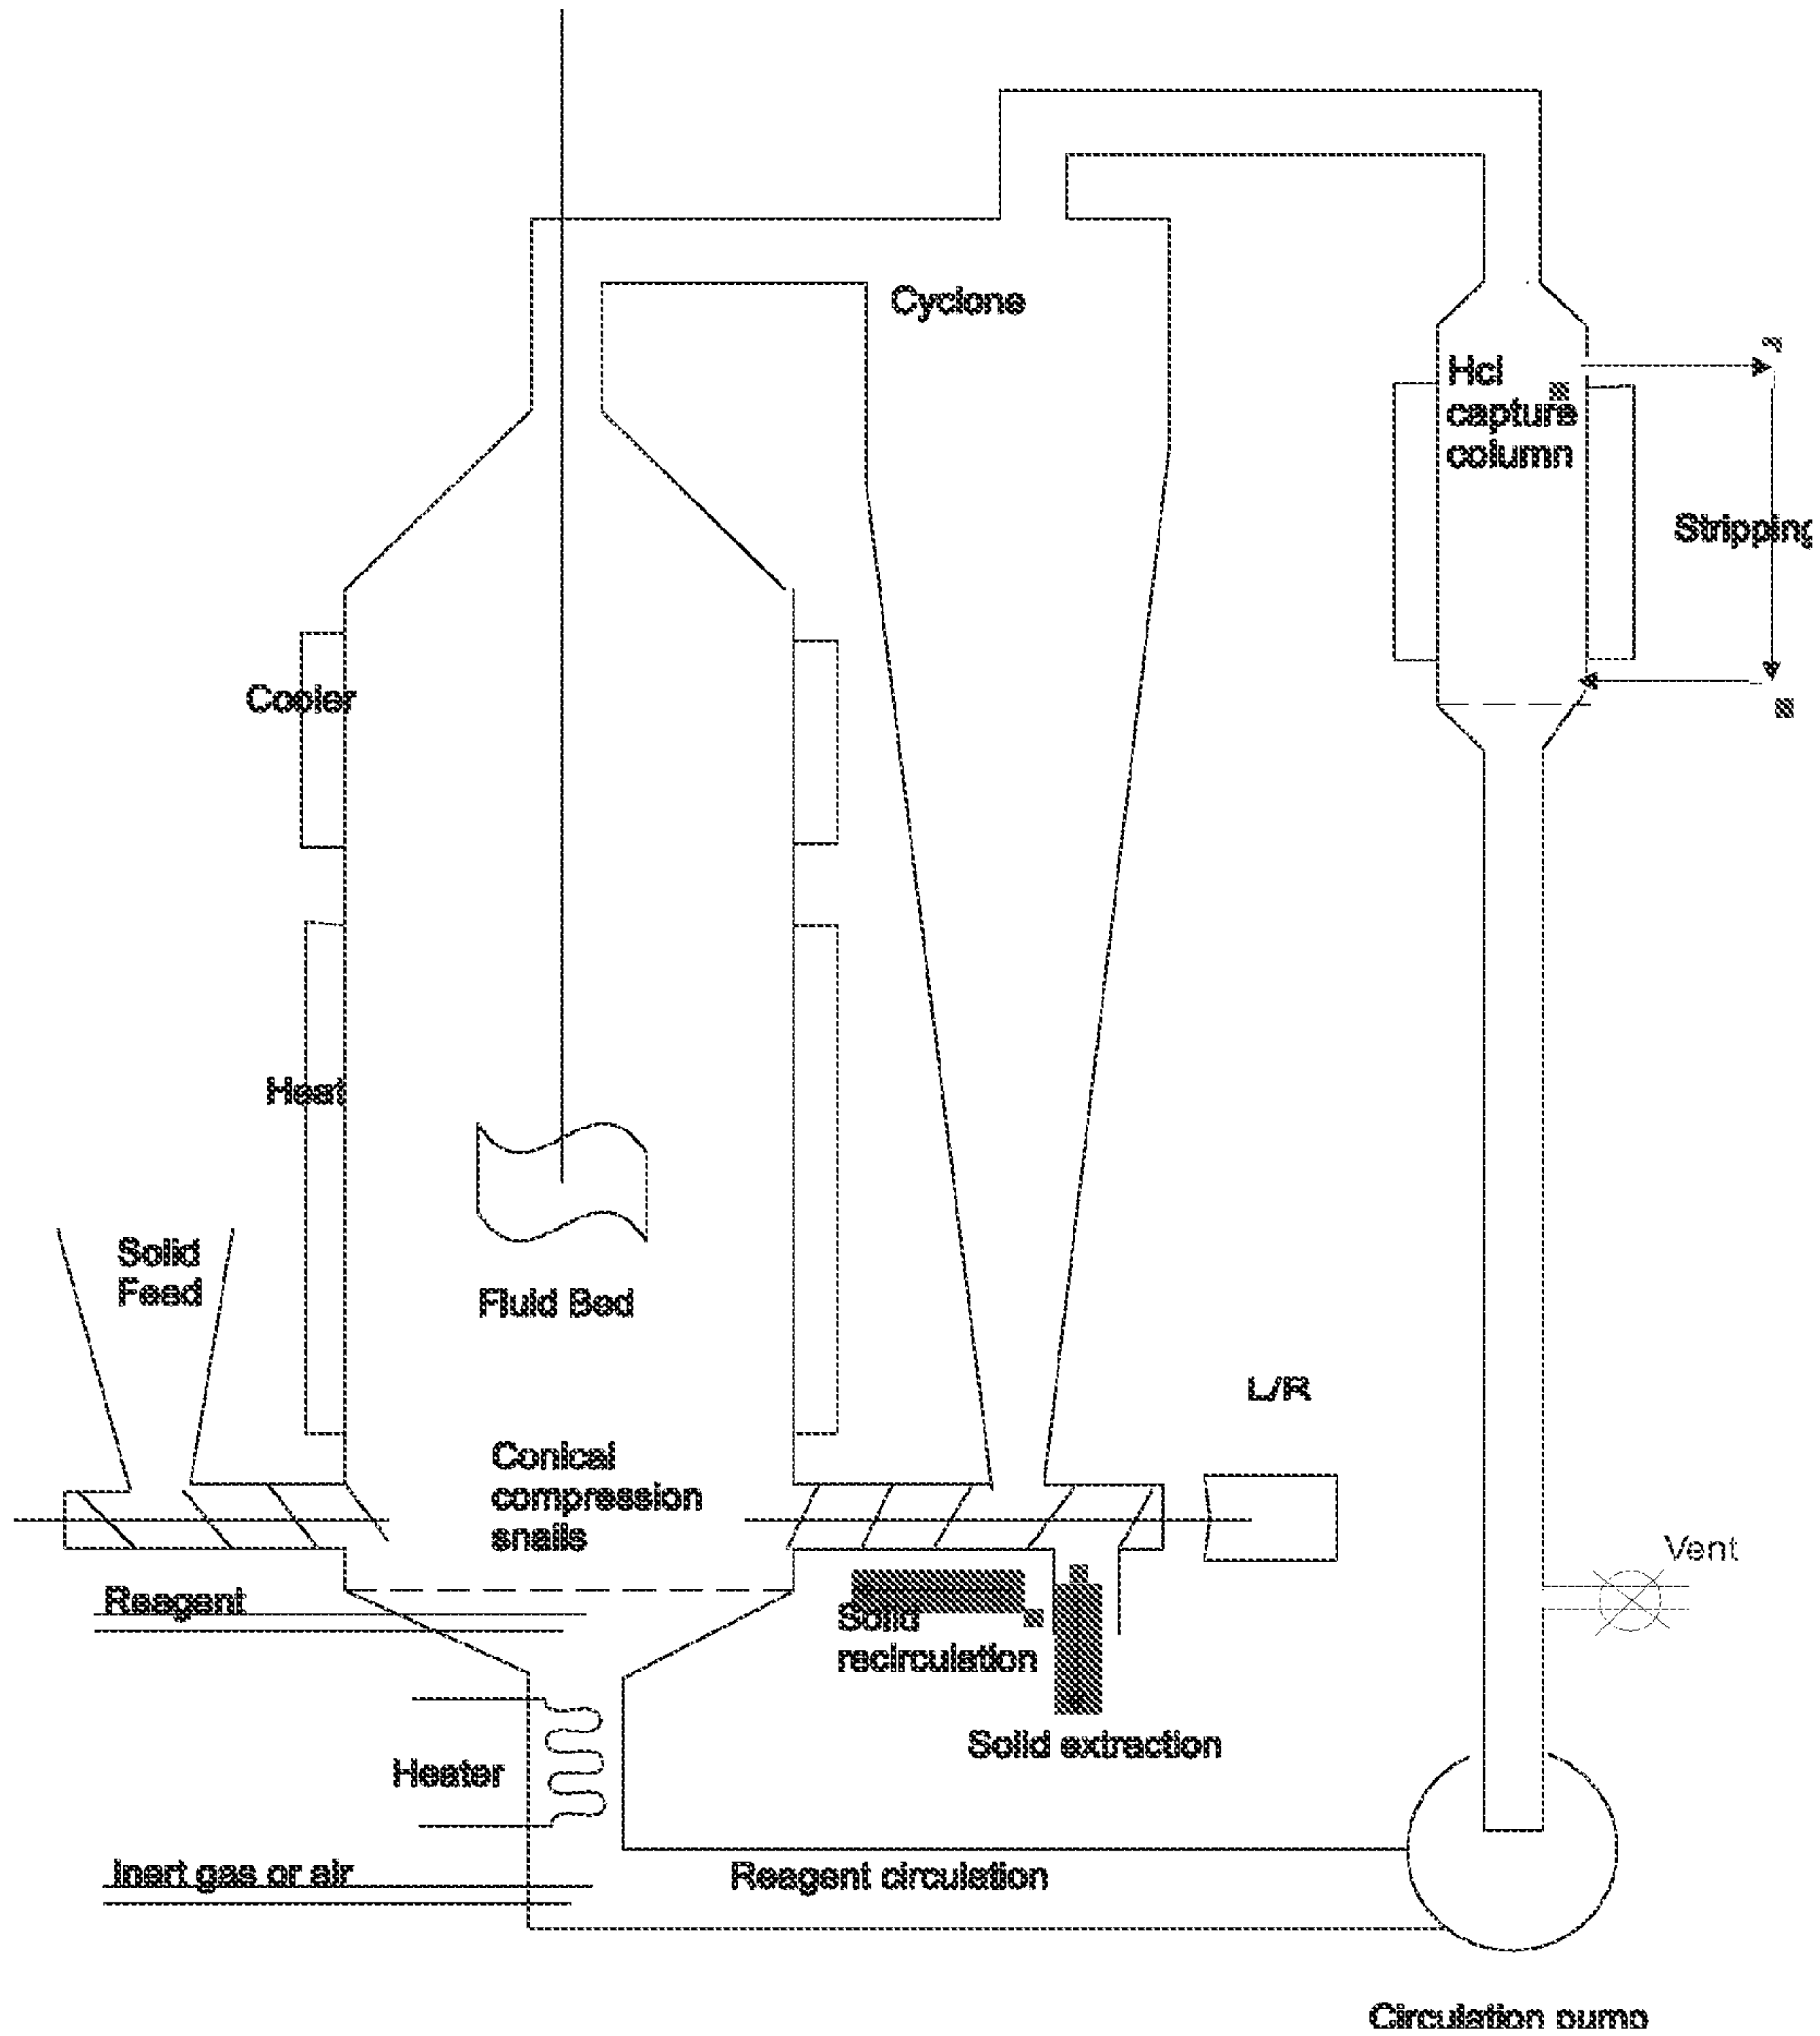 Cyclone
Hcl
capture
column
Stripping
Cooler
Heat
Solid
Feed
Fluid Bed
L/R
Conical
compression
snails
Vent
Reagent
Solid
recirculation
Solid extraction
Heater
Inert gas or air
Reagent circulation
Circulation pump